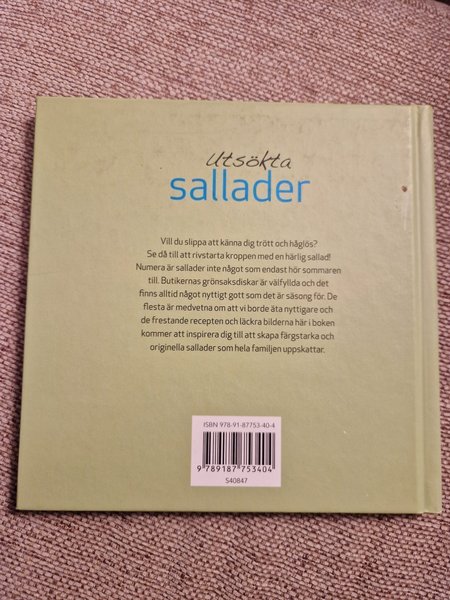 Utsökta
sallader
Vill du slippa att känna dig trött och håglös?
Se då till att rivstarta kroppen med en härlig sallad!
Numera är sallader inte något som endast hör sommaren
till. Butikernas grönsaksdiskar är välfyllda och det
finns alltid något nyttigt gott som det är säsong för. De
flesta är medvetna om att vi borde äta nyttigare och
de frestande recepten och läckra bilderna här i boken
kommer att inspirera dig till att skapa färgstarka och
originella sallader som hela familjen uppskattar.
ISBN 978-91-87753-40-4
9 789187 753404
S40847